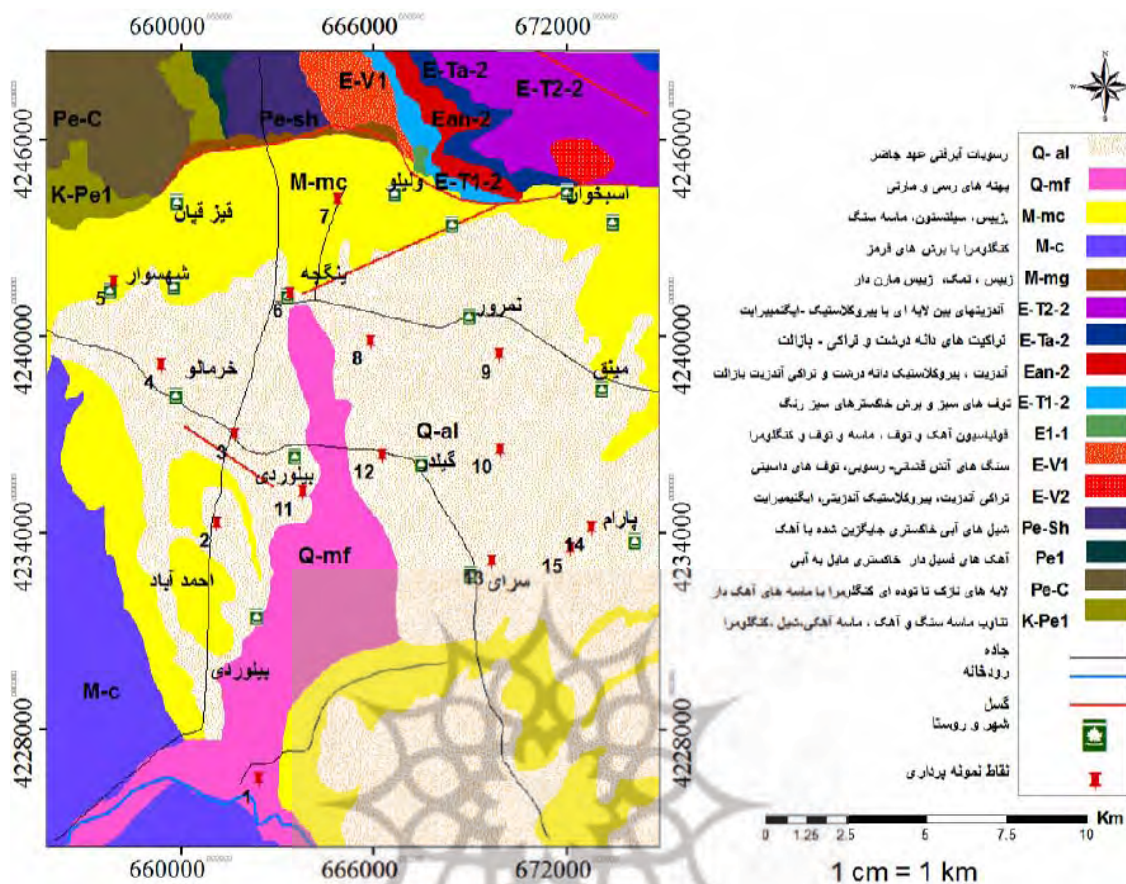 660000 666000 672000
4246000
4240000
4234000
4228000
E-V1
E-Ta-2
E-T2-2
Pe-C
Pe-sh
Ean-2
K-Pe1
M-mc
E-T1-2
ولیلو
اسبخوان
قیز قپان
7
شهسوار
ینگجه
5
6
نمرور
8
9
مینق
4
خرمالو
3
Q-al
گیلد
10
12
بیلوردی
11
پارام
2
14
15
Q-mf
13
سرای
احمد آباد
بیلوردی
M-c
1
4246000
4240000
4234000
4228000
660000 666000 672000
N
W
E
S
رسوبات آبرفتی عهد حاضر Q- al
پهنه های رسی و مارنی Q-mf
ژیپس، سیلتستون، ماسه سنگ M-mc
کنگلومرا با برش های قرمز M-c
ژیپس ، نمک، ژیپس مارن دار M-mg
آندزیتهای بین لایه ای با پیروکلاستیک -ایگنمبیرایت E-T2-2
تراکیت های دانه درشت و تراکی - بازالت E-Ta-2
آندزیت ، پیروکلاستیک دانه درشت و تراکی آندزیت بازالت Ean-2
توف های سبز و برش خاکسترهای سبز رنگ E-T1-2
فولیاسیون آهک و توف ، ماسه و توف و کنگلومرا E1-1
سنگ های آتش فشانی- رسوبی، توف های داسیتی E-V1
تراکی آندزیت، پیروکلاستیک آندزیتی، ایگنیمبرایت E-V2
شیل های آبی خاکستری جایگزین شده با آهک Pe-Sh
آهک های فسیل دار خاکستری مایل به آبی Pe1
لایه های نازک تا توده ای کنگلومرا با ماسه های آهک دار Pe-C
تناوب ماسه سنگ و آهک ، ماسه آهکی،شیل ،کنگلومرا K-Pe1
جاده
رودخانه
گسل
شهر و روستا
نقاط نمونه برداری
Km
0 1.25 2.5 5 7.5 10
1 cm = 1 km